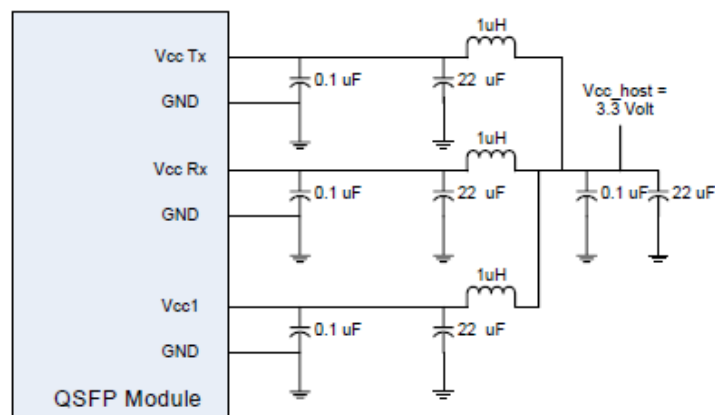 1uH
Vcc Tx
0.1 uF
22 uF
GND
Vcc_host =
3.3 Volt
1uH
Vcc Rx
0.1 uF
22 uF
0.1 uF
22 uF
GND
1uH
Vcc1
0.1 uF
22 uF
GND
QSFP Module